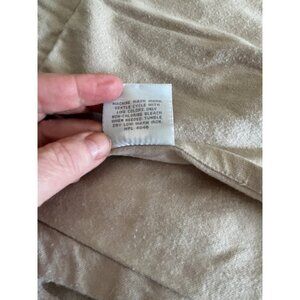 MACHINE WASH WARM,
GENTLE CYCLE WITH
LIKE COLORS. ONLY
NON-CHLORINE BLEACH
WHEN NEEDED. TUMBLE
DRY LOW. WARM IRON.